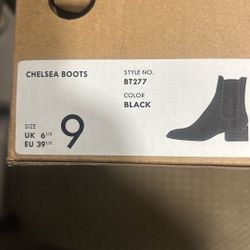 CHELSEA BOOTS
STYLE NO.
BT277
COLOR
BLACK
SIZE
UK 6 1/2
EU 39 1/2
9